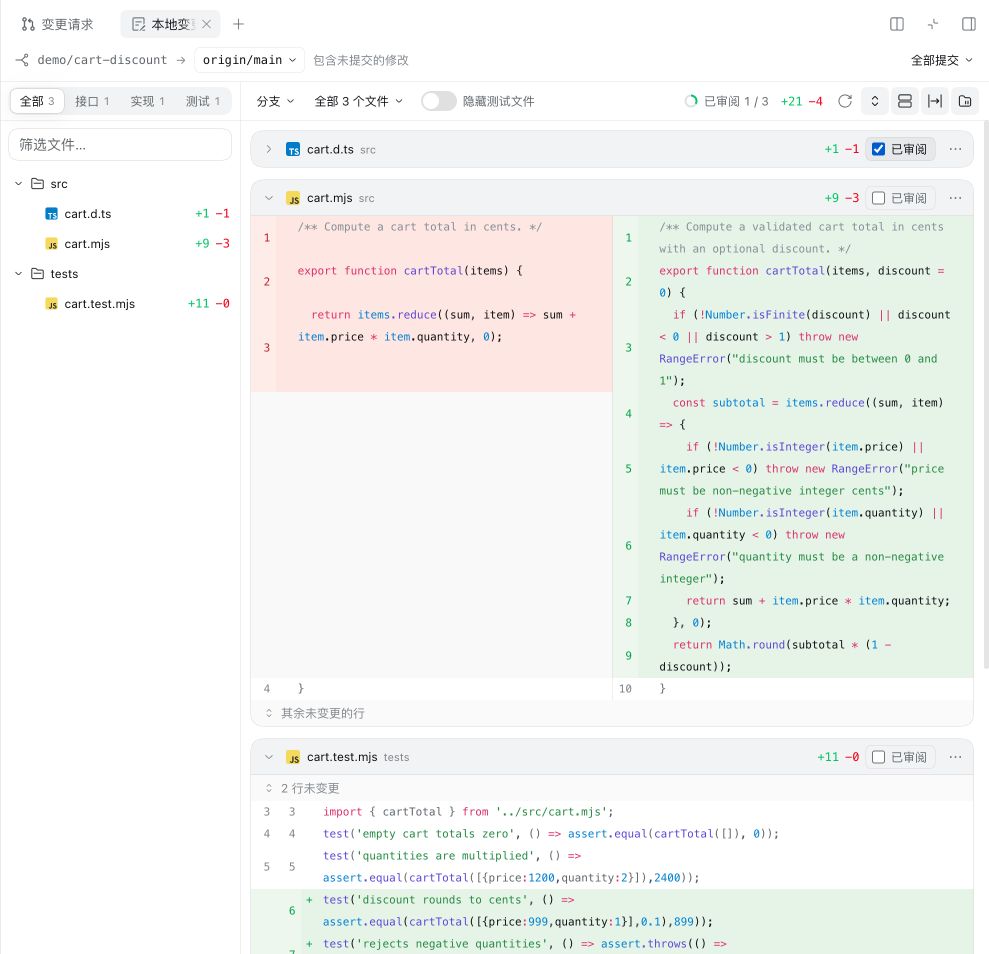 变更请求 本地变
demo/cart-discount → origin/main 包含未提交的修改 全部提交
全部 3 接口 1 实现 1 测试 1 分支 全部 3 个文件 隐藏测试文件 已审阅 1 / 3 +21 −4
筛选文件...
src
cart.d.ts +1 −1
cart.mjs +9 −3
tests
cart.test.mjs +11 −0
cart.d.ts src +1 −1 已审阅
cart.mjs src +9 −3 已审阅
1 /** Compute a cart total in cents. */
2 export function cartTotal(items) {
3 return items.reduce((sum, item) => sum +
item.price * item.quantity, 0);
4 }
1 /** Compute a validated cart total in cents
with an optional discount. */
2 export function cartTotal(items, discount =
0) {
3 if (!Number.isFinite(discount) || discount
< 0 || discount > 1) throw new
RangeError("discount must be between 0 and
1");
4 const subtotal = items.reduce((sum, item)
=> {
5 if (!Number.isInteger(item.price) ||
item.price < 0) throw new RangeError("price
must be non-negative integer cents");
6 if (!Number.isInteger(item.quantity) ||
item.quantity < 0) throw new
RangeError("quantity must be a non-negative
integer");
7 return sum + item.price * item.quantity;
8 }, 0);
9 return Math.round(subtotal * (1 -
discount));
10 }
其余未变更的行
cart.test.mjs tests +11 −0 已审阅
2 行未变更
3 3 import { cartTotal } from '../src/cart.mjs';
4 4 test('empty cart totals zero', () => assert.equal(cartTotal([]), 0));
5 5 test('quantities are multiplied', () =>
assert.equal(cartTotal([{price:1200,quantity:2}]),2400));
6 + test('discount rounds to cents', () =>
assert.equal(cartTotal([{price:999,quantity:1}],0.1),899));
7 + test('rejects negative quantities', () => assert.throws(() =>